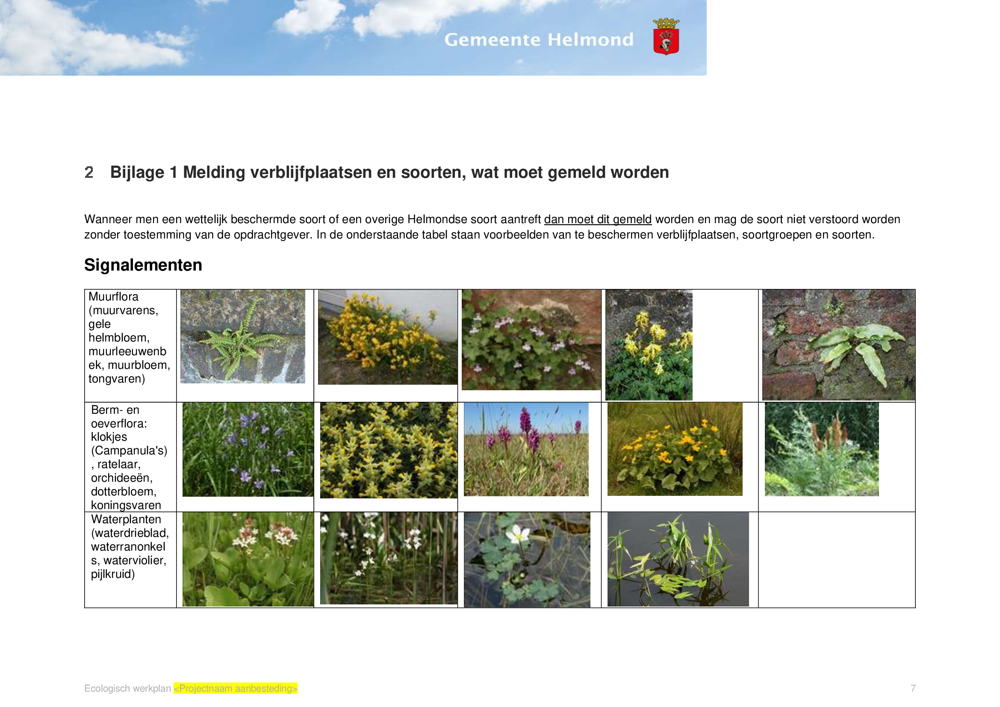 Gemeente Helmond
2 Bijlage 1 Melding verblijfplaatsen en soorten, wat moet gemeld worden
Wanneer men een wettelijk beschermde soort of een overige Helmondse soort aantreft dan moet dit gemeld worden en mag de soort niet verstoord worden
zonder toestemming van de opdrachtgever. In de onderstaande tabel staan voorbeelden van te beschermen verblijfplaatsen, soortgroepen en soorten.
Signalementen
Muurflora
(muurvarens,
gele
helmbloem,
muurleeuwenb
ek, muurbloem,
tongvaren)
Berm- en
oeverflora:
klokjes
(Campanula's)
, ratelaar,
orchideeën,
dotterbloem,
koningsvaren
Waterplanten
(waterdrieblad,
waterranonkel
s, waterviolier,
pijlkruid)
Ecologisch werkplan <Projectnaam aanbesteding>
7